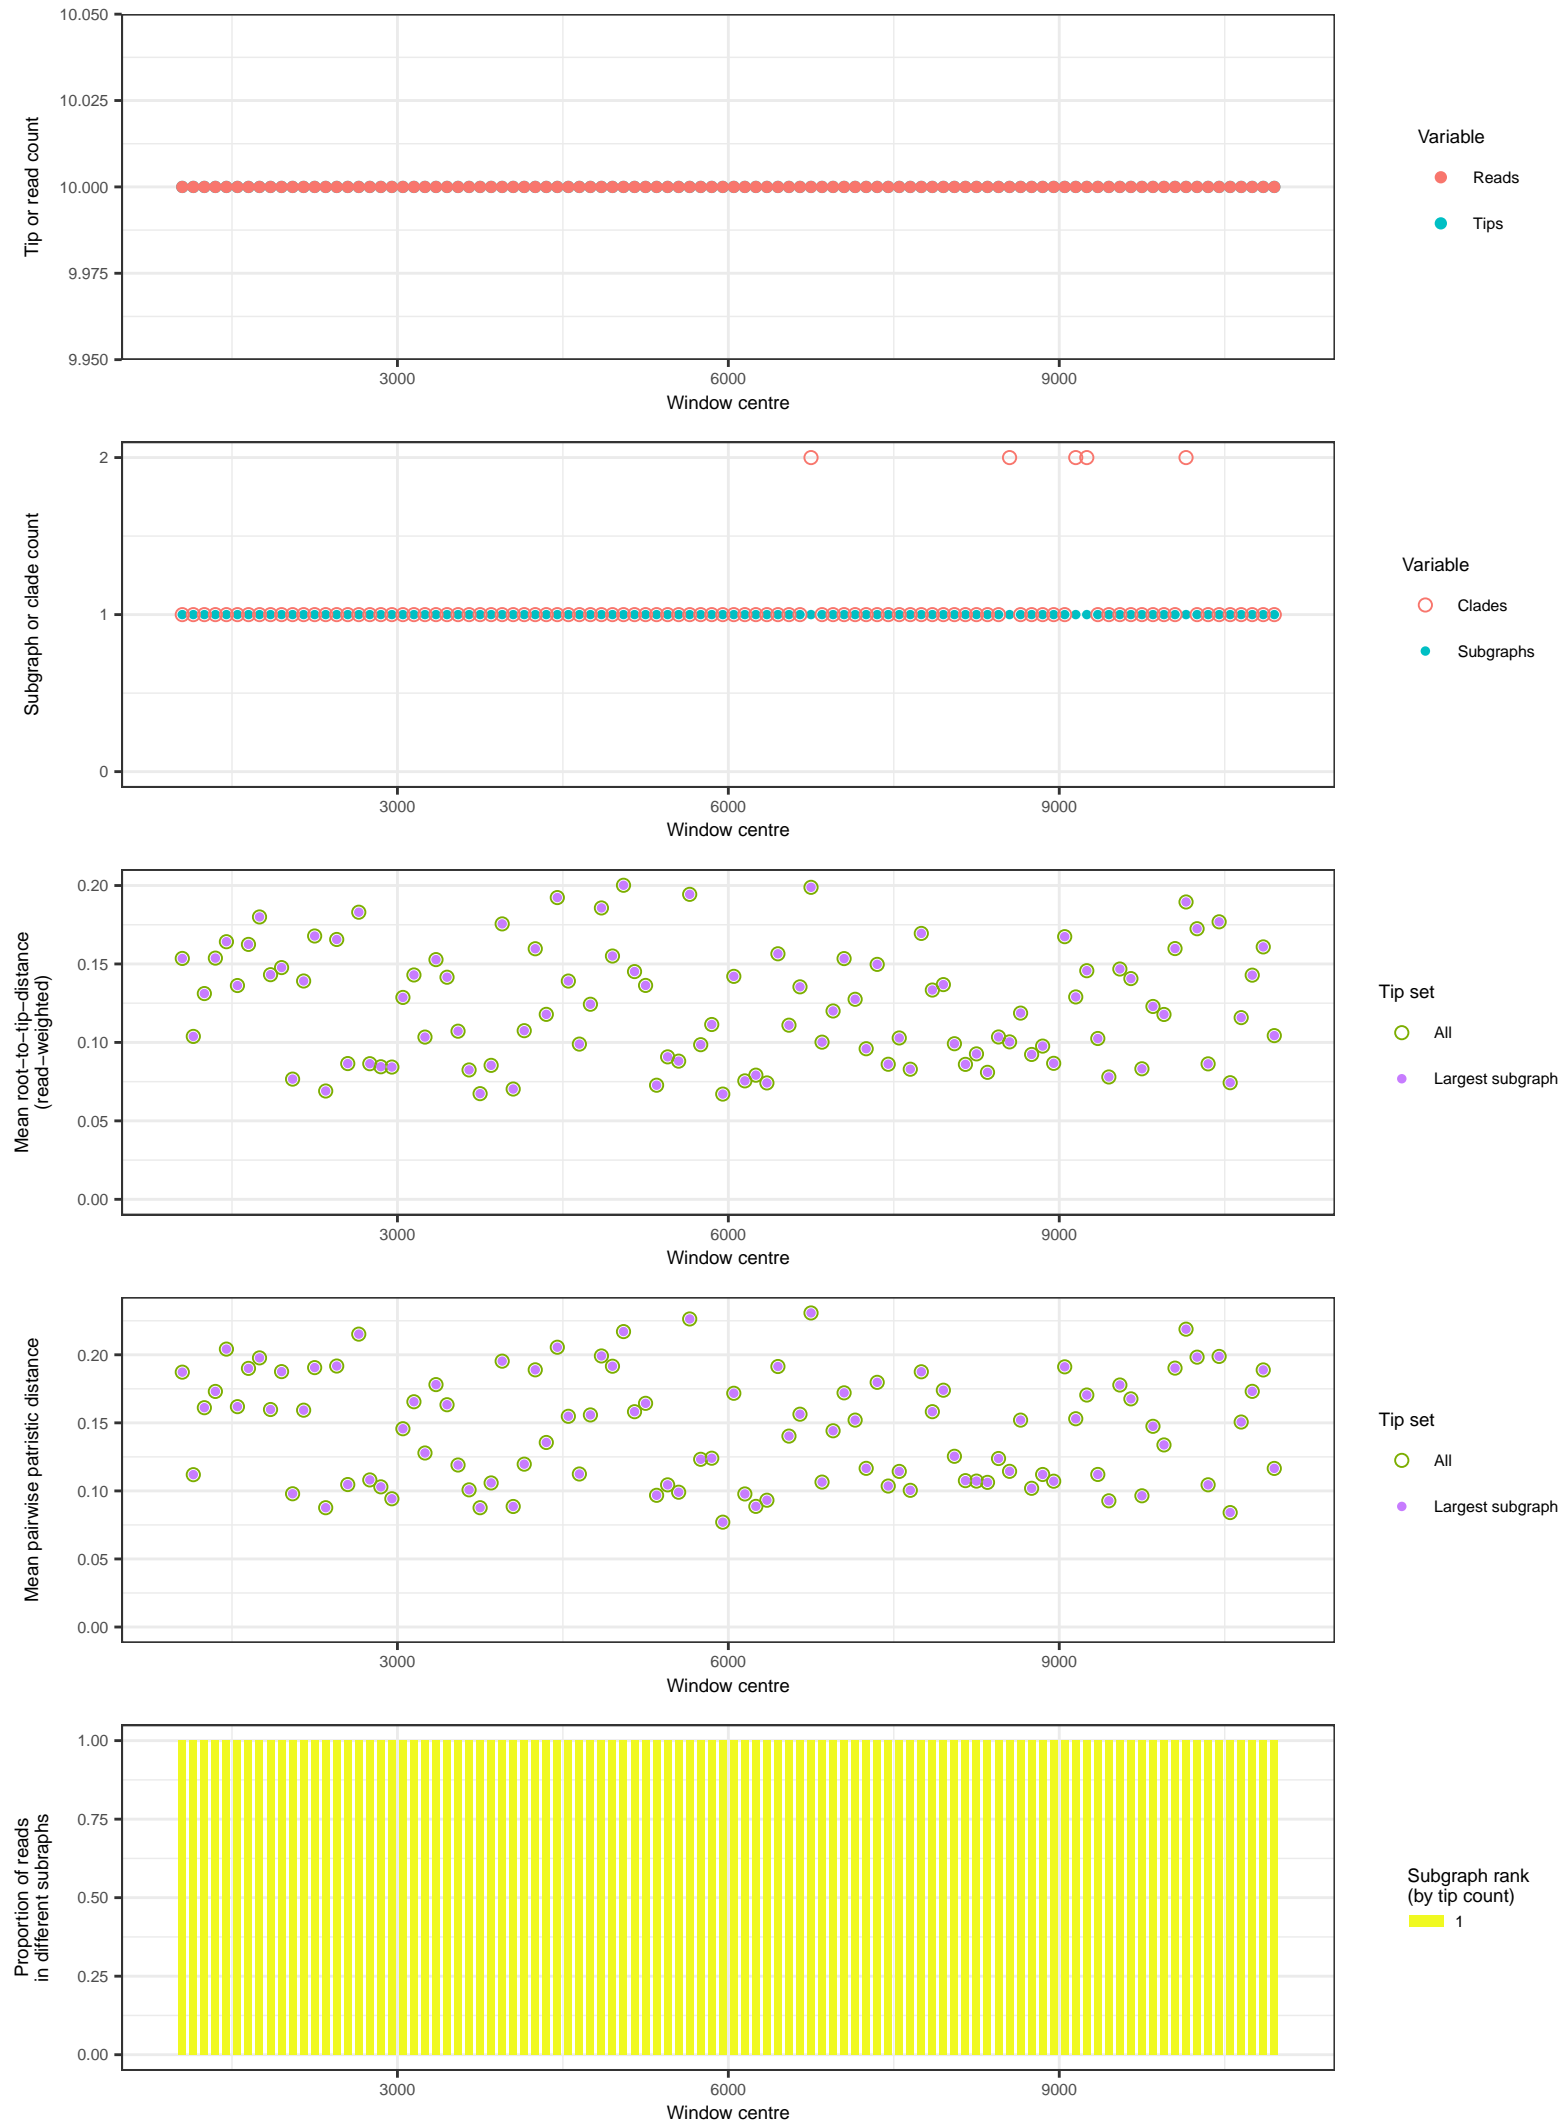 10.050
10.025
10.000
9.975
9.950
Tip or read count
3000
6000
9000
Window centre
Variable
Reads
Tips
2
1
0
Subgraph or clade count
3000
6000
9000
Window centre
Variable
Clades
Subgraphs
0.20
0.15
0.10
0.05
0.00
Mean root−to−tip−distance
(read−weighted)
3000
6000
9000
Window centre
Tip set
All
Largest subgraph
0.20
0.15
0.10
0.05
0.00
Mean pairwise patristic distance
3000
6000
9000
Window centre
Tip set
All
Largest subgraph
1.00
0.75
0.50
0.25
0.00
Proportion of reads
in different subraphs
3000
6000
9000
Window centre
Subgraph rank
(by tip count)
1